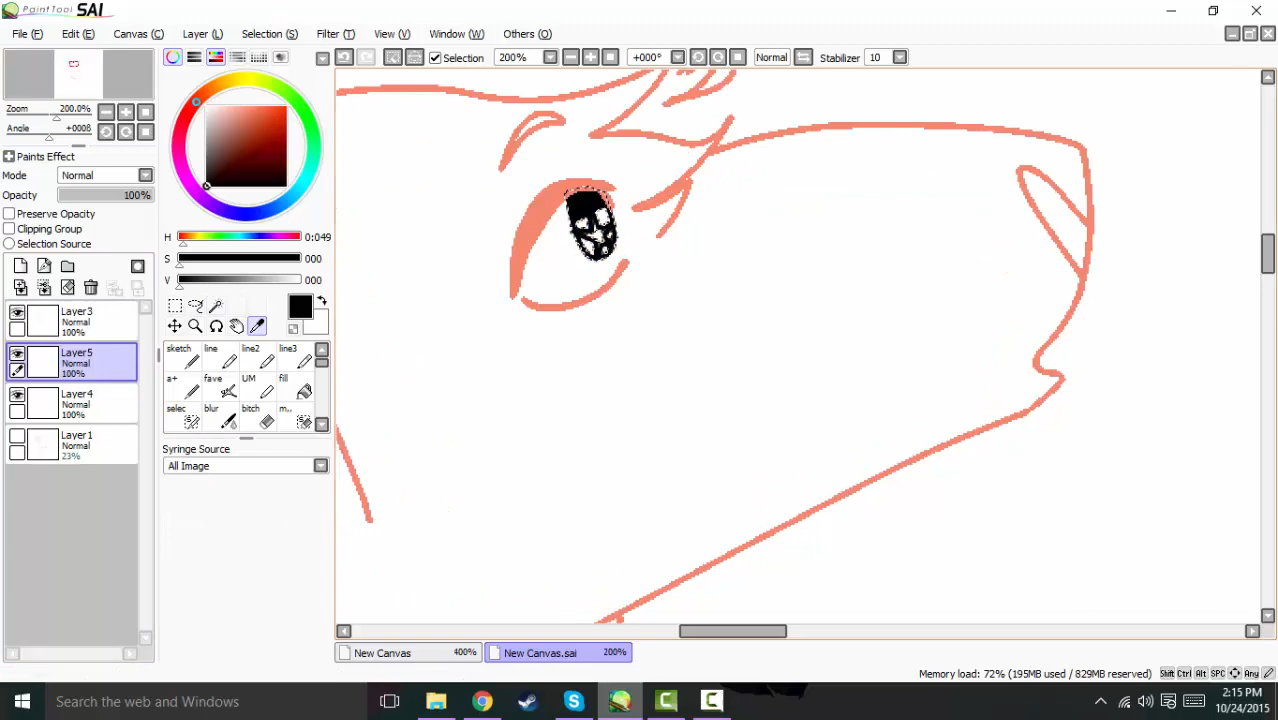 PaintTool SAI
File (F) Edit (E) Canvas (C) Layer (L) Selection (S) Filter (T) View (V) Window (W) Others (O)
Selection 200% +000° Normal Stabilizer 10
Zoom 200.0%
Angle +000ß
Paints Effect
Mode Normal
Opacity 100%
Preserve Opacity
Clipping Group
Selection Source
Layer3
Normal
100%
Layer5
Normal
100%
Layer4
Normal
100%
Layer1
Normal
23%
H 0:049
S 000
V 000
sketch line line2 line3
a+ fave UM fill
selec blur bitch m..
Syringe Source
All Image
New Canvas 400% New Canvas.sai 200%
Memory load: 72% (195MB used / 829MB reserved) Shift Ctrl Alt SPC Any
Search the web and Windows
2:15 PM
10/24/2015